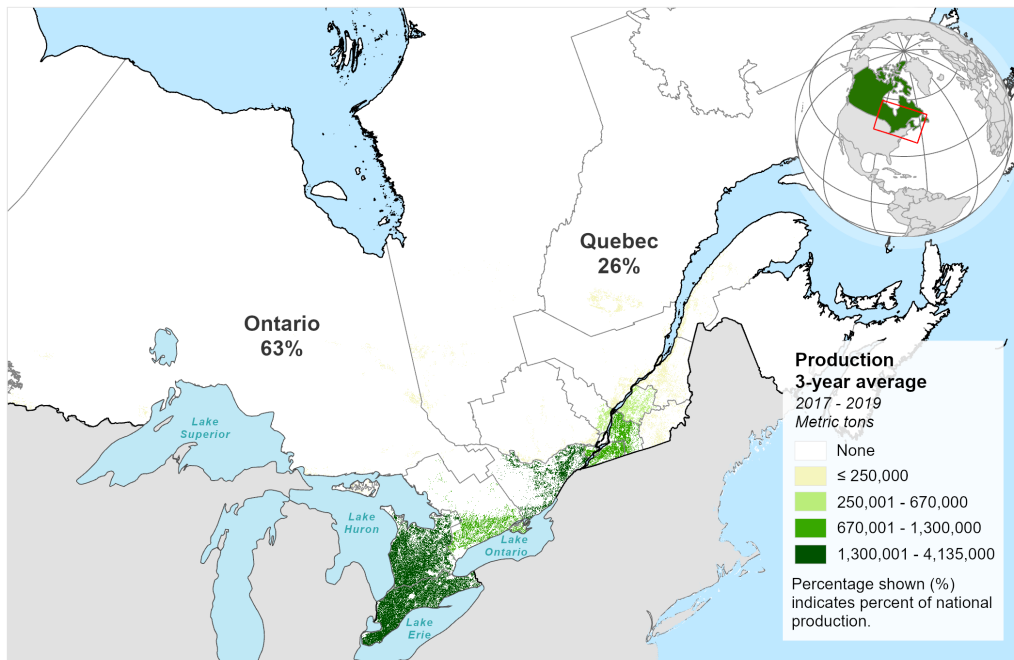 Quebec
26%
Ontario
63%
Lake
Superior
Lake
Huron
Lake
Ontario
Lake
Erie
Production
3-year average
2017 - 2019
Metric tons
None
≤ 250,000
250,001 - 670,000
670,001 - 1,300,000
1,300,001 - 4,135,000
Percentage shown (%)
indicates percent of national
production.